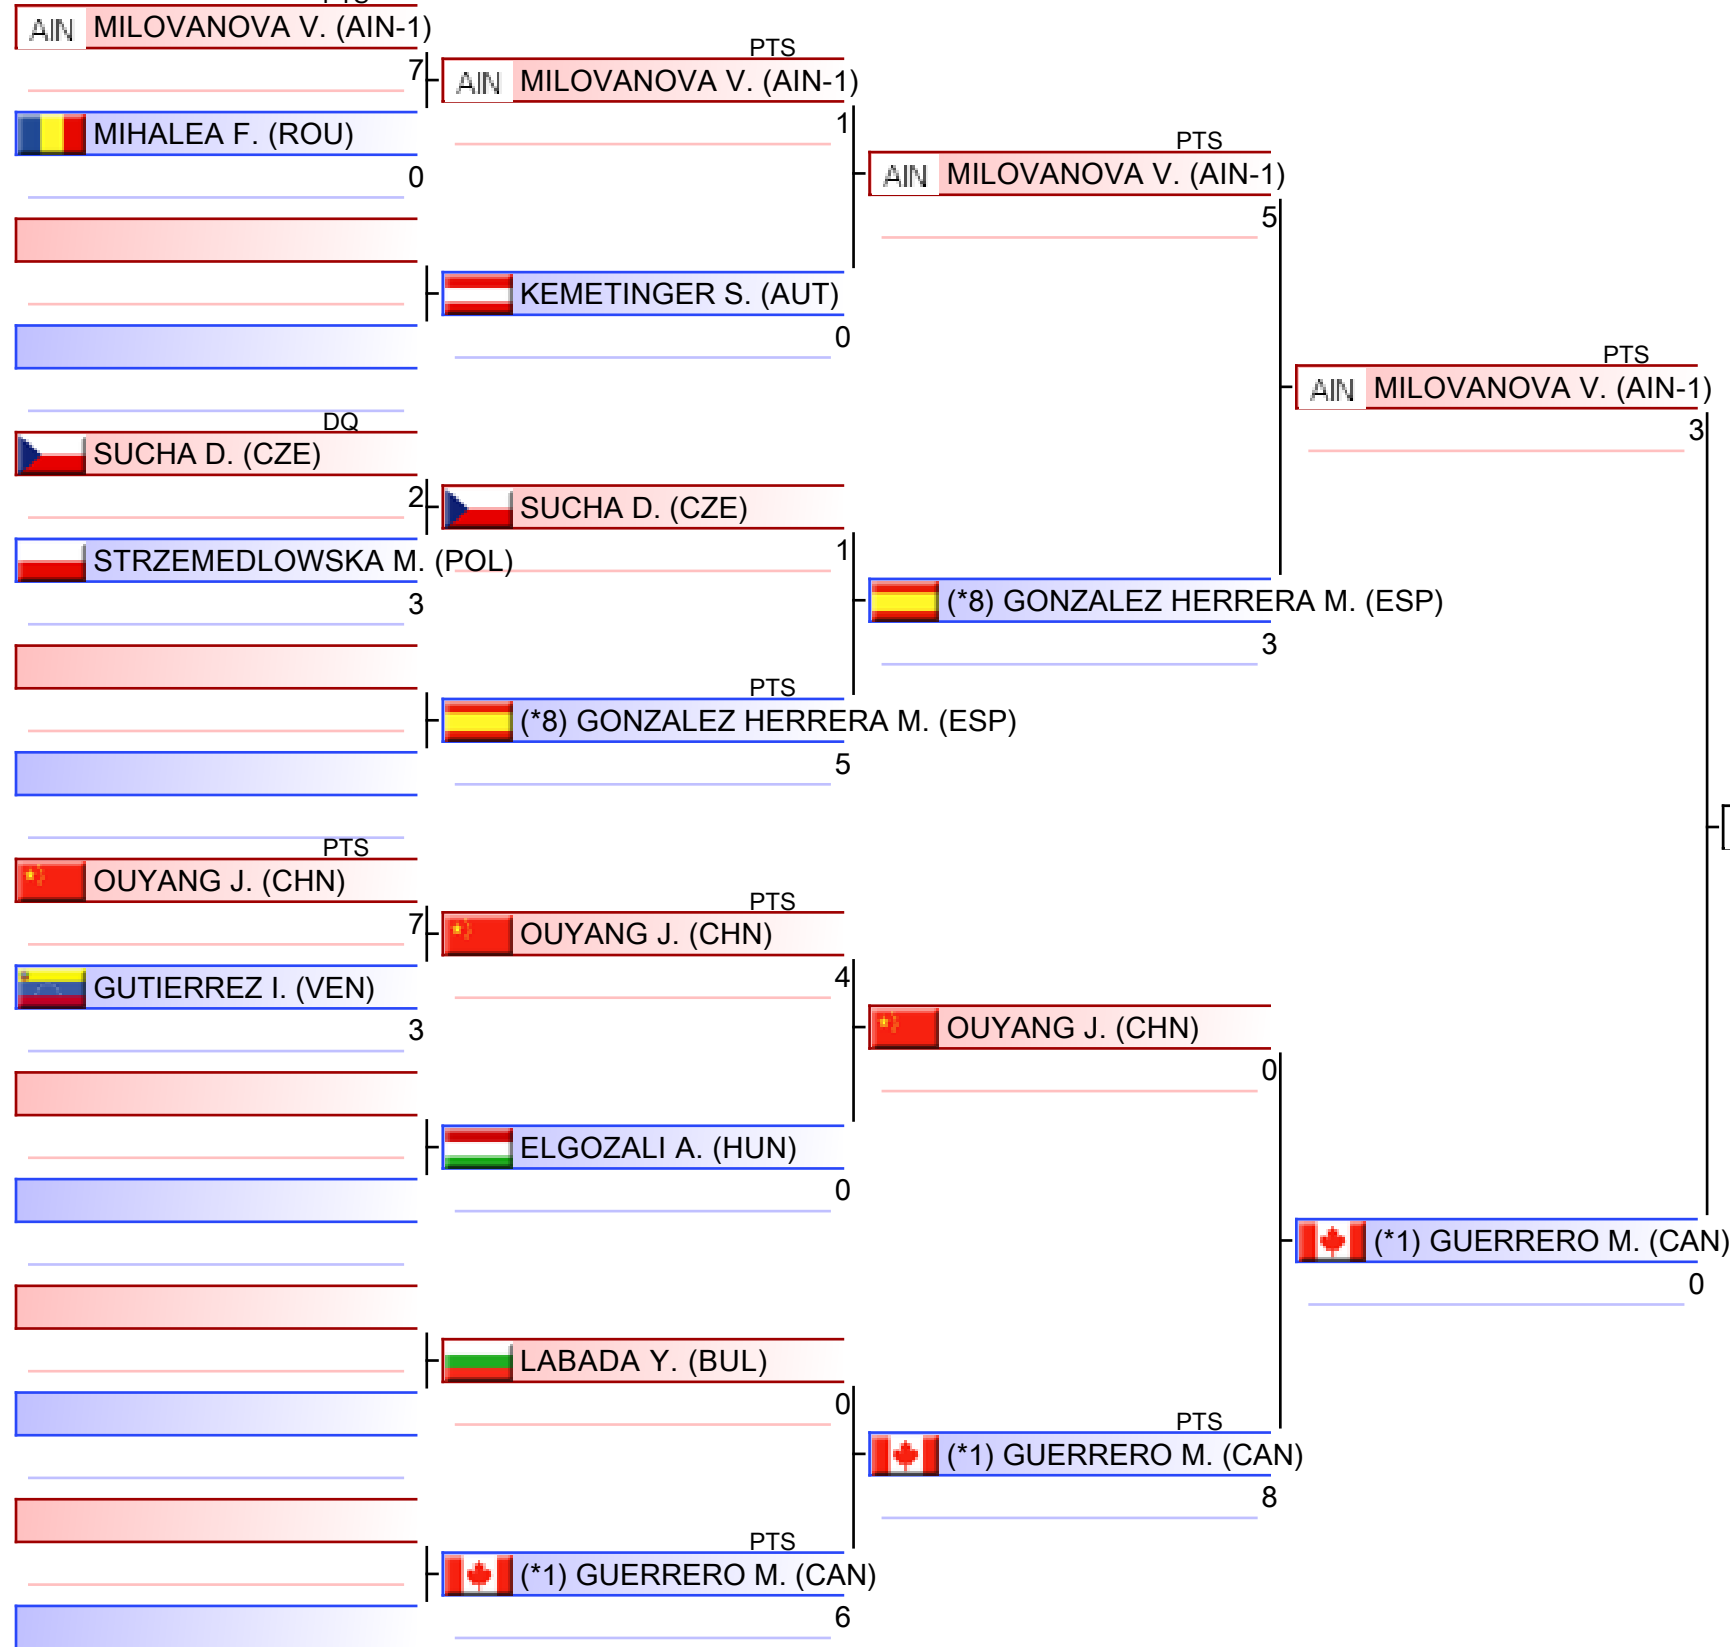 AIN MILOVANOVA V. (AIN-1)
7
MIHALEA F. (ROU)
0
DQ
SUCHA D. (CZE)
2
STRZEMEDLOWSKA M. (POL)
3
PTS
OUYANG J. (CHN)
7
GUTIERREZ I. (VEN)
3
PTS
AIN MILOVANOVA V. (AIN-1)
1
KEMETINGER S. (AUT)
0
SUCHA D. (CZE)
1
PTS
(*8) GONZALEZ HERRERA M. (ESP)
5
PTS
OUYANG J. (CHN)
4
ELGOZALI A. (HUN)
0
LABADA Y. (BUL)
0
PTS
(*1) GUERRERO M. (CAN)
6
PTS
AIN MILOVANOVA V. (AIN-1)
5
(*8) GONZALEZ HERRERA M. (ESP)
3
OUYANG J. (CHN)
0
PTS
(*1) GUERRERO M. (CAN)
8
PTS
AIN MILOVANOVA V. (AIN-1)
3
(*1) GUERRERO M. (CAN)
0